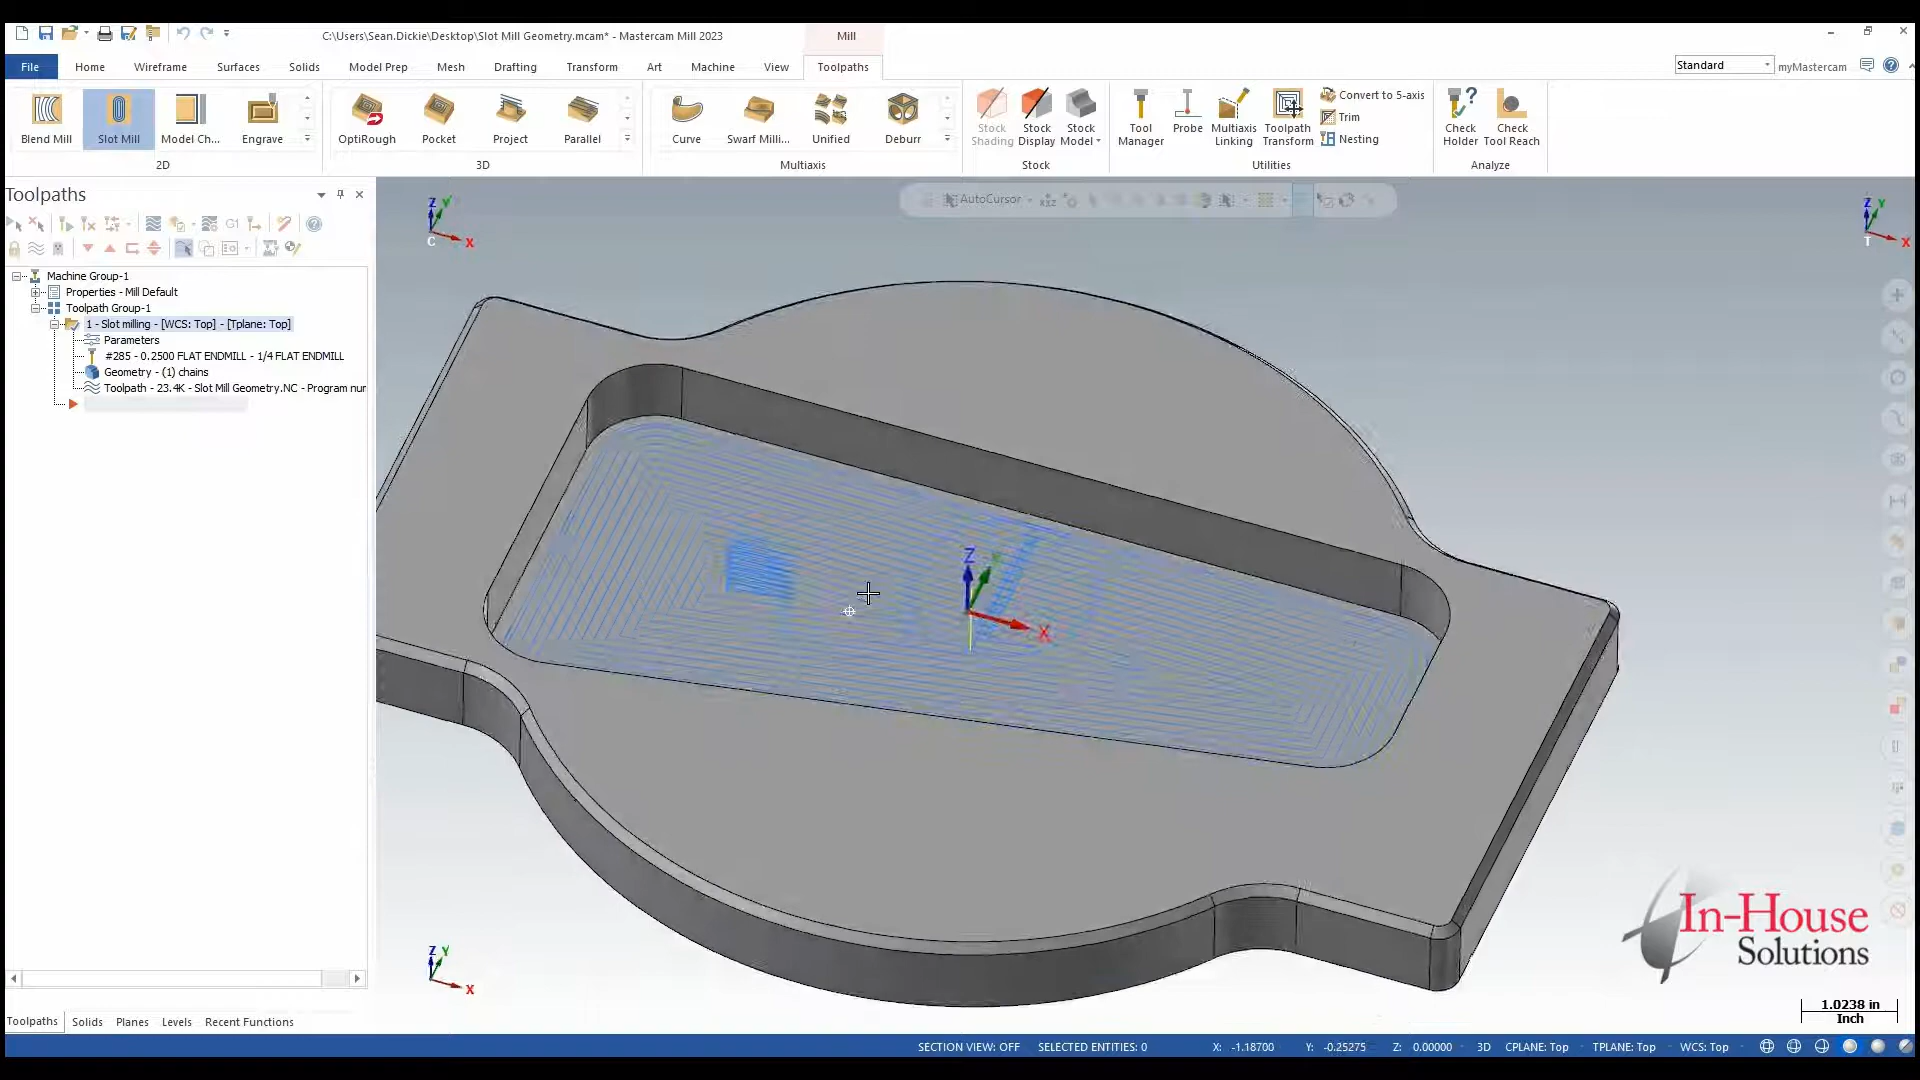 C:\Users\Sean.Dickie\Desktop\Slot Mill Geometry.mcam* - Mastercam Mill 2023
Mill
File
Home
Wireframe
Surfaces
Solids
Model Prep
Mesh
Drafting
Transform
Art
Machine
View
Toolpaths
Standard
myMastercam
Blend Mill
Slot Mill
Model Ch...
Engrave
2D
OptiRough
Pocket
Project
Parallel
3D
Curve
Swarf Milli...
Unified
Deburr
Multiaxis
Stock
Shading
Stock
Display
Stock
Model
Stock
Tool
Manager
Probe
Multiaxis
Linking
Toolpath
Transform
Convert to 5-axis
Trim
Nesting
Utilities
Check
Holder
Check
Tool Reach
Analyze
Toolpaths
G1
Machine Group-1
Properties - Mill Default
Toolpath Group-1
1 - Slot milling - [WCS: Top] - [Tplane: Top]
Parameters
#285 - 0.2500 FLAT ENDMILL - 1/4 FLAT ENDMILL
Geometry - (1) chains
Toolpath - 23.4K - Slot Mill Geometry.NC - Program nur
AutoCursor
Z Y
X
C
Z Y
X
T
Z Y
X
Z Y
X
In-House
Solutions
1.0238 in
Inch
Toolpaths
Solids
Planes
Levels
Recent Functions
SECTION VIEW: OFF
SELECTED ENTITIES: 0
X: -1.18700
Y: -0.25275
Z: 0.00000
3D
CPLANE: Top
TPLANE: Top
WCS: Top